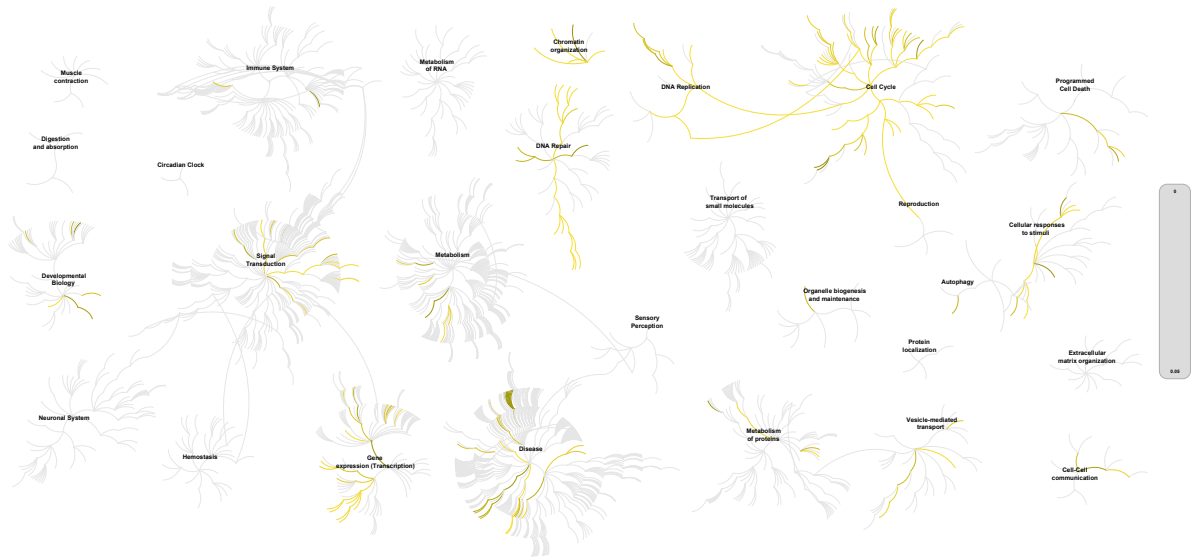 Muscle
contraction
Immune System
Metabolism
of RNA
Chromatin
organization
DNA Replication
Cell Cycle
Programmed
Cell Death
Digestion
and absorption
Circadian Clock
DNA Repair
Transport of
small molecules
Reproduction
Cellular responses
to stimuli
0
Developmental
Biology
Signal
Transduction
Metabolism
Organelle biogenesis
and maintenance
Autophagy
Sensory
Perception
Protein
localization
Extracellular
matrix organization
0.05
Neuronal System
Hemostasis
Gene
expression (Transcription)
Disease
Metabolism
of proteins
Vesicle-mediated
transport
Cell-Cell
communication